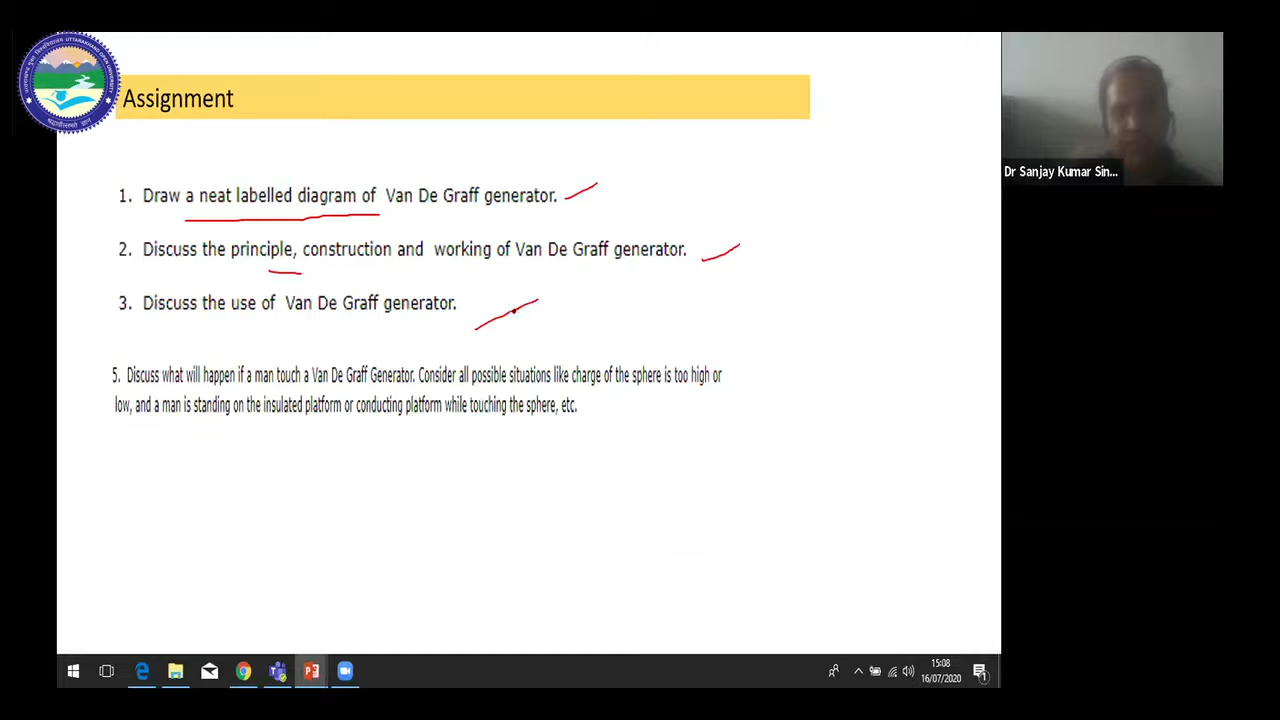 UTTARAKHAND OPEN UNIVERSITY
Assignment
Dr Sanjay Kumar Sin...
1. Draw a neat labelled diagram of Van De Graff generator.
2. Discuss the principle, construction and working of Van De Graff generator.
3. Discuss the use of Van De Graff generator.
5. Discuss what will happen if a man touch a Van De Graff Generator. Consider all possible situations like charge of the sphere is too high or
low, and a man is standing on the insulated platform or conducting platform while touching the sphere, etc.
15:08
16/07/2020
1